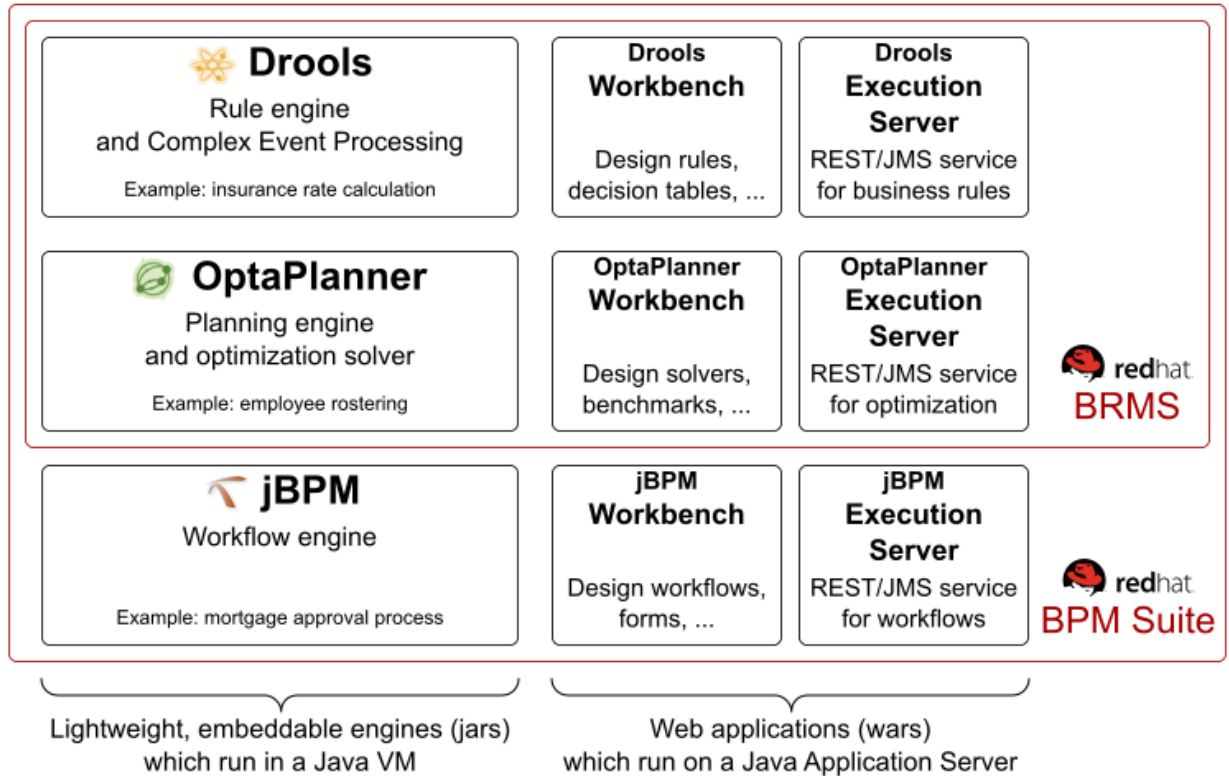 Drools
Rule engine
and Complex Event Processing
Example: insurance rate calculation
Drools
Workbench
Design rules,
decision tables, ...
Drools
Execution
Server
REST/JMS service
for business rules
OptaPlanner
Planning engine
and optimization solver
Example: employee rostering
OptaPlanner
Workbench
Design solvers,
benchmarks, ...
OptaPlanner
Execution
Server
REST/JMS service
for optimization
redhat.
BRMS
jBPM
Workflow engine
Example: mortgage approval process
jBPM
Workbench
Design workflows,
forms, ...
jBPM
Execution
Server
REST/JMS service
for workflows
redhat.
BPM Suite
Lightweight, embeddable engines (jars)
which run in a Java VM
Web applications (wars)
which run on a Java Application Server